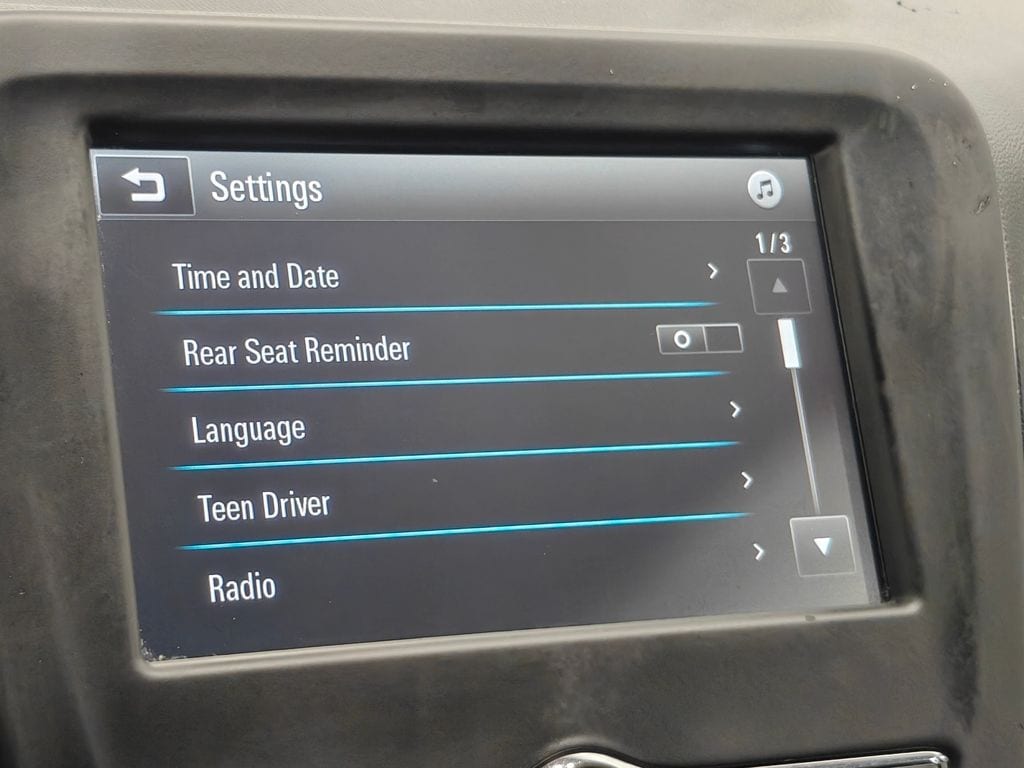 Settings
1/3
Time and Date
Rear Seat Reminder
Language
Teen Driver
Radio